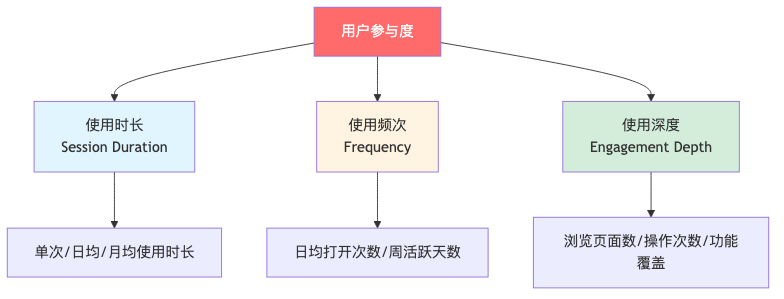 用户参与度
使用时长
Session Duration
使用频次
Frequency
使用深度
Engagement Depth
单次/日均/月均使用时长
日均打开次数/周活跃天数
浏览页面数/操作次数/功能
覆盖